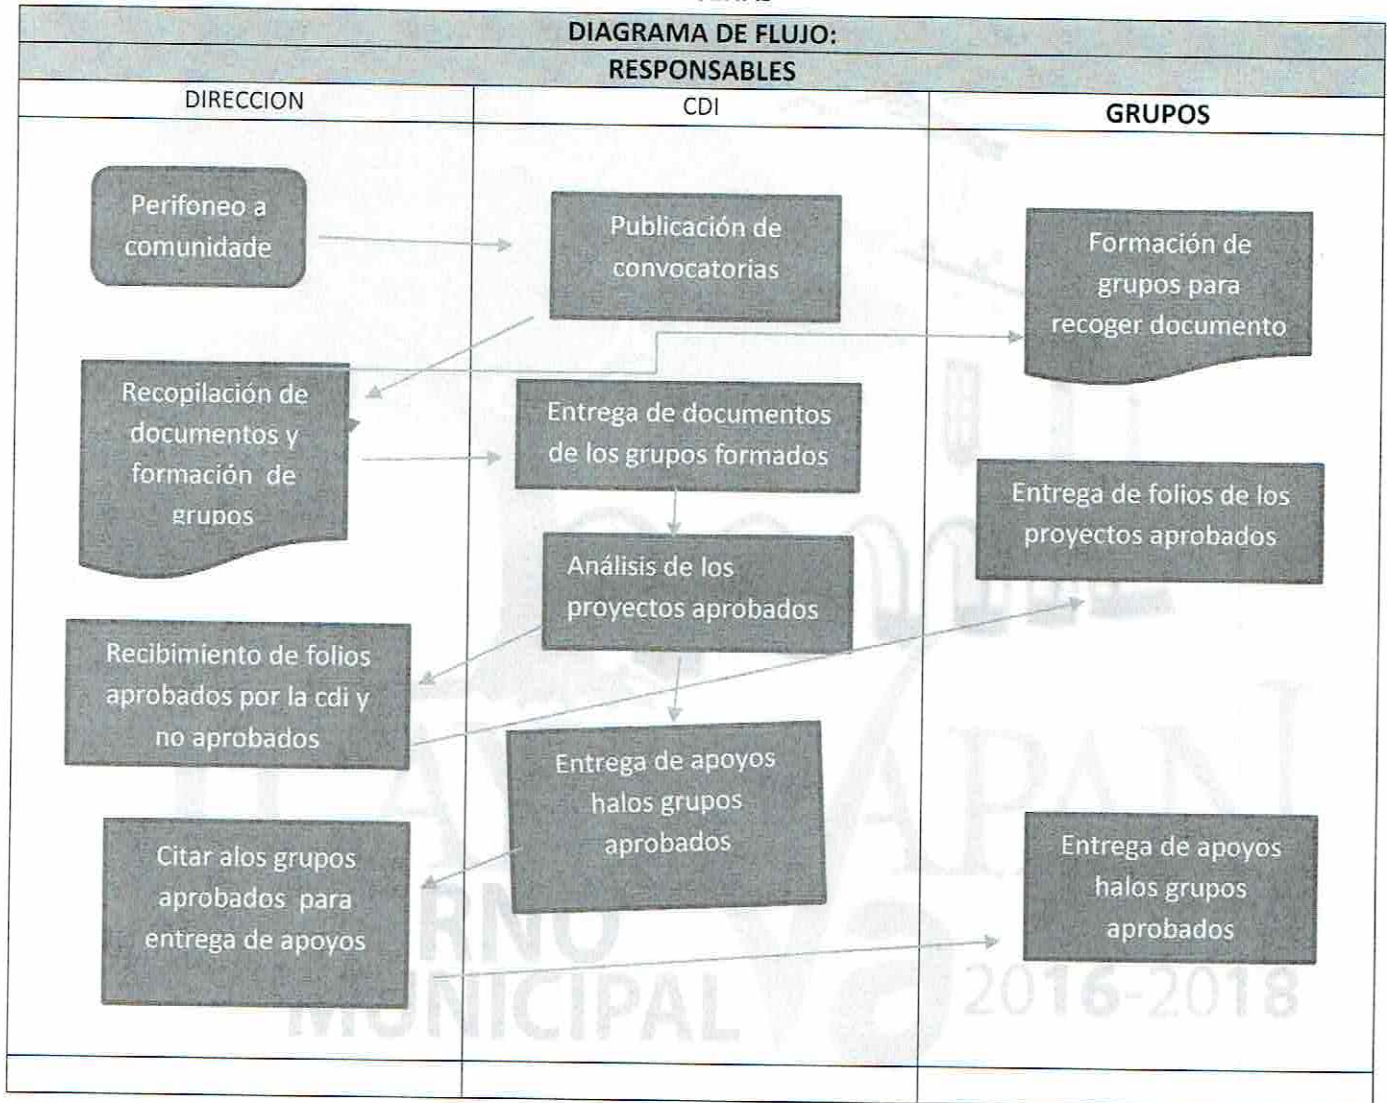 DIAGRAMA DE FLUJO:
RESPONSABLES
DIRECCION
CDI
GRUPOS
Perifoneo a
comunidade
Publicación de
convocatorias
Formación de
grupos para
recoger documento
Recopilación de
documentos y
formación de
grupos
Entrega de documentos
de los grupos formados
Entrega de folios de los
proyectos aprobados
Análisis de los
proyectos aprobados
Recibimiento de folios
aprobados por la cdi y
no aprobados
Entrega de apoyos
halos grupos
aprobados
Citar alos grupos
aprobados para
entrega de apoyos
Entrega de apoyos
halos grupos
aprobados
RNO
MUNICIPAL
2016-2018